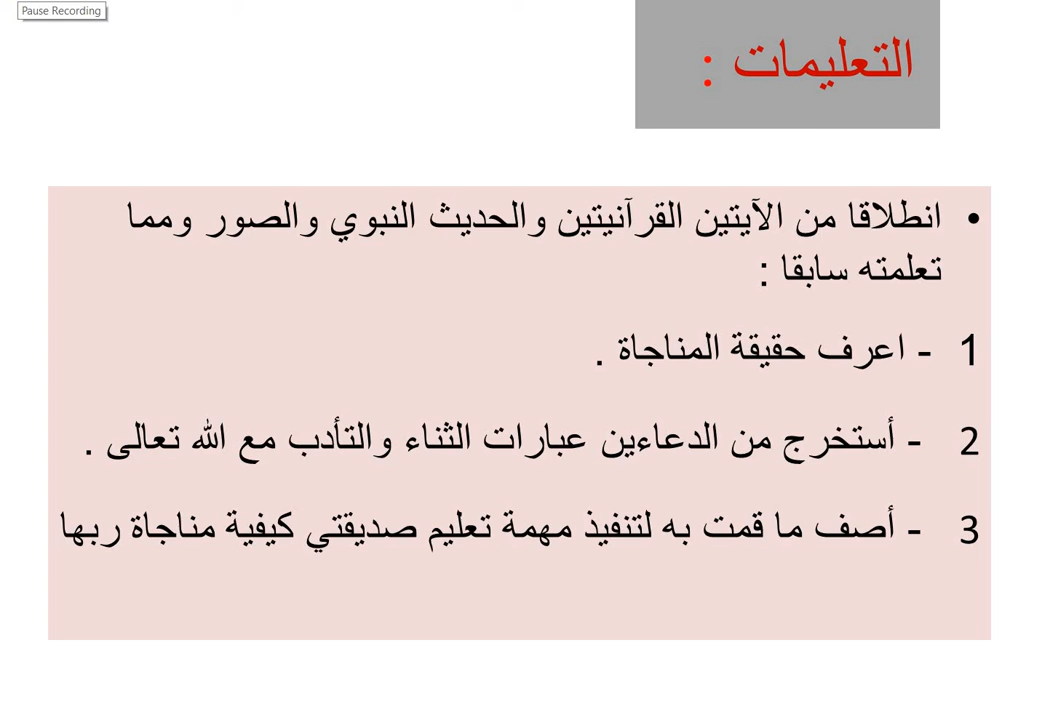 Pause Recording
التعليمات :
• انطلاقا من الآيتين القرآنيتين والحديث النبوي والصور ومما
تعلمته سابقا :
1 - اعرف حقيقة المناجاة .
2 - أستخرج من الدعاءين عبارات الثناء والتأدب مع الله تعالى .
3 - أصف ما قمت به لتنفيذ مهمة تعليم صديقتي كيفية مناجاة ربها